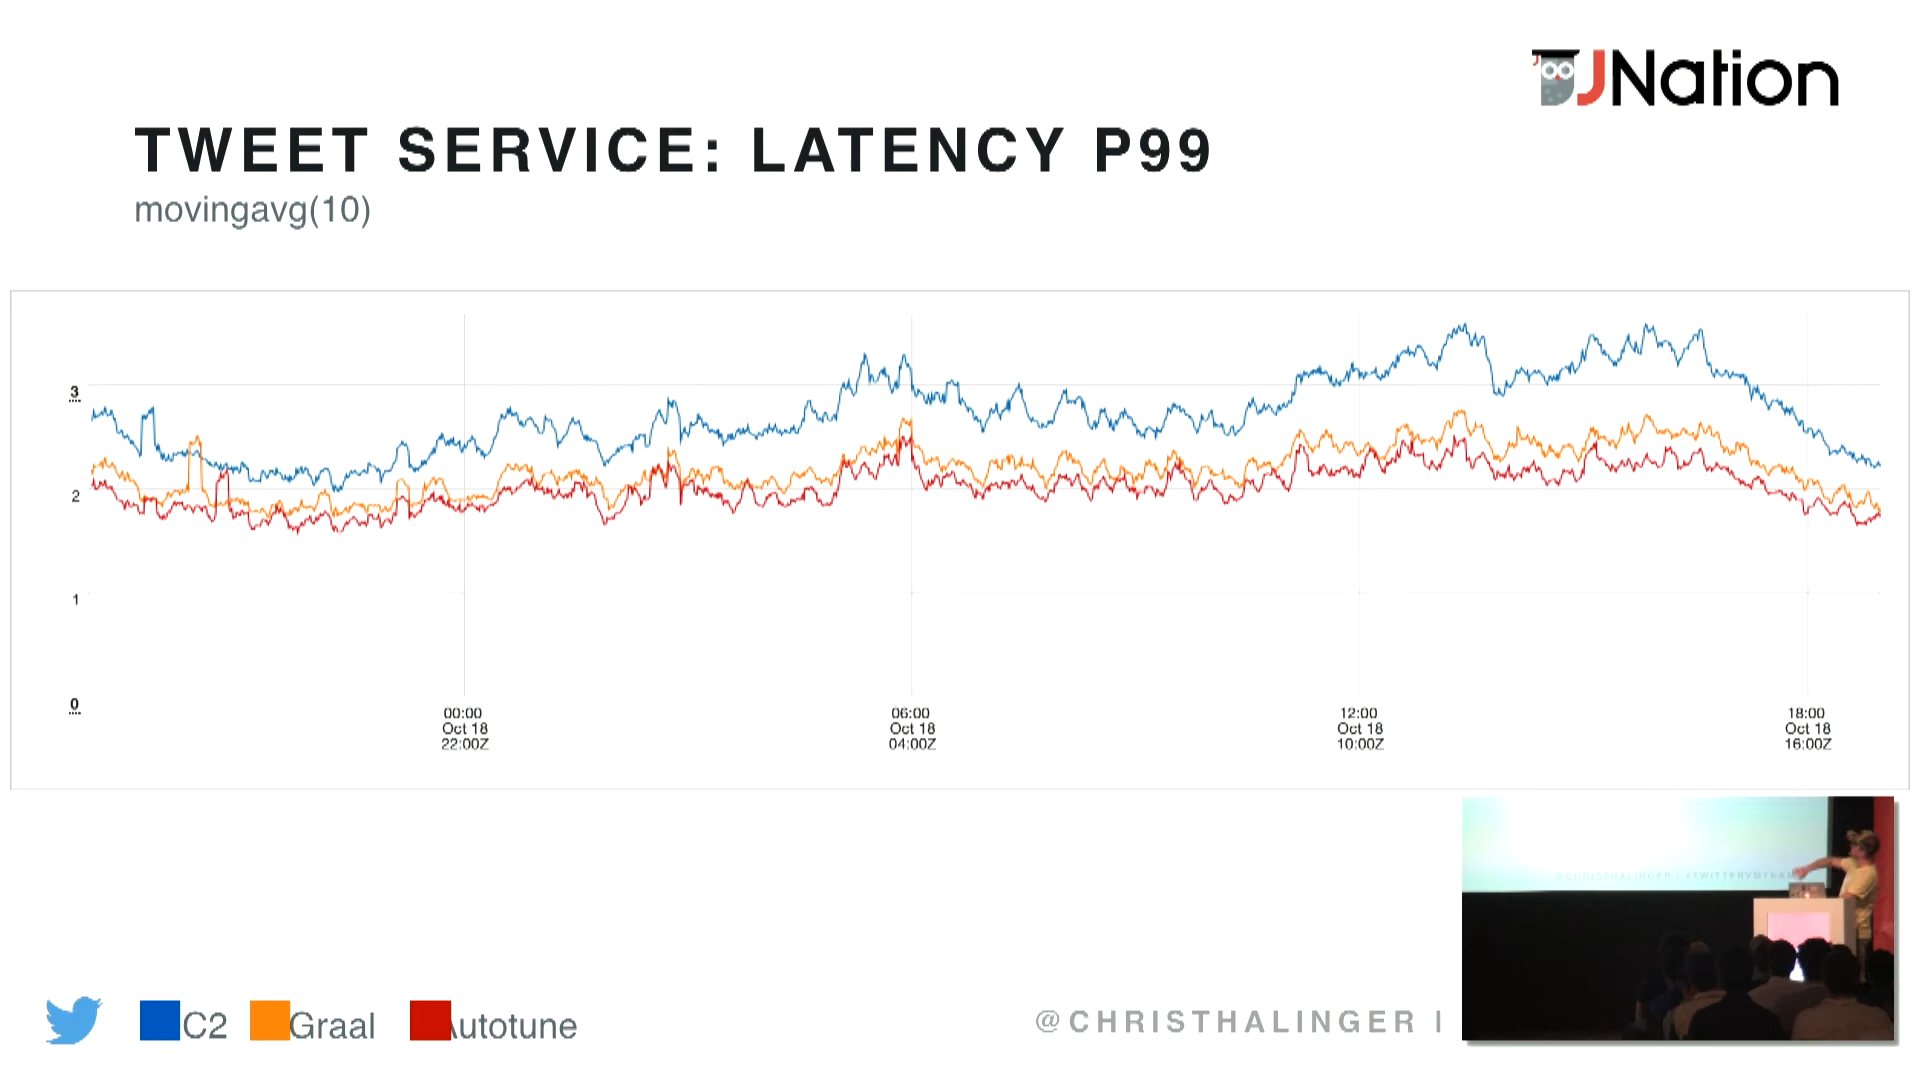 JNation
TWEET SERVICE: LATENCY P99
movingavg(10)
3
2
1
0
00:00
Oct 18
22:00Z
06:00
Oct 18
04:00Z
12:00
Oct 18
10:00Z
18:00
Oct 18
16:00Z
C2
Graal
Autotune
@CHRISTHALINGER |
@CHRISTHALINGER | #TWITTERVMTEAM